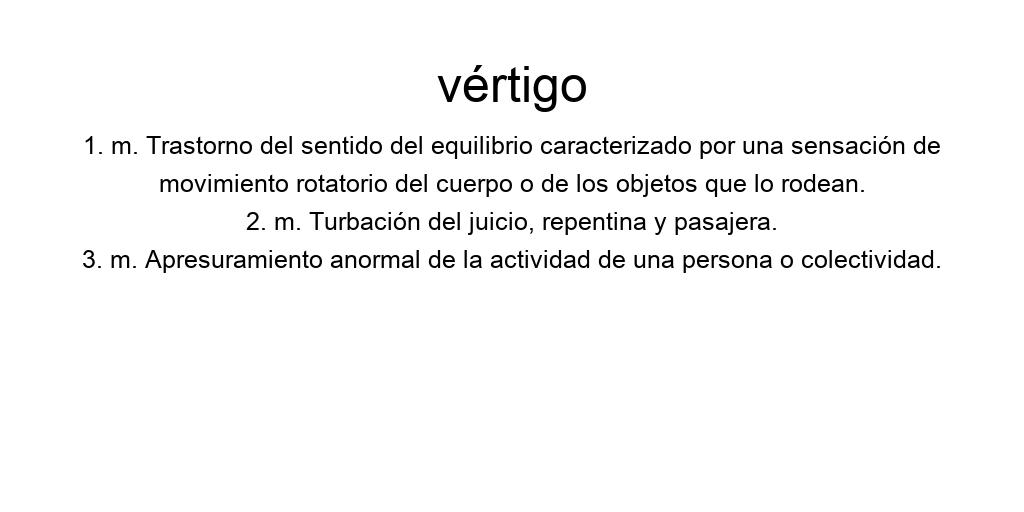 vértigo
1. m. Trastorno del sentido del equilibrio caracterizado por una sensación de
movimiento rotatorio del cuerpo o de los objetos que lo rodean.
2. m. Turbación del juicio, repentina y pasajera.
3. m. Apresuramiento anormal de la actividad de una persona o colectividad.